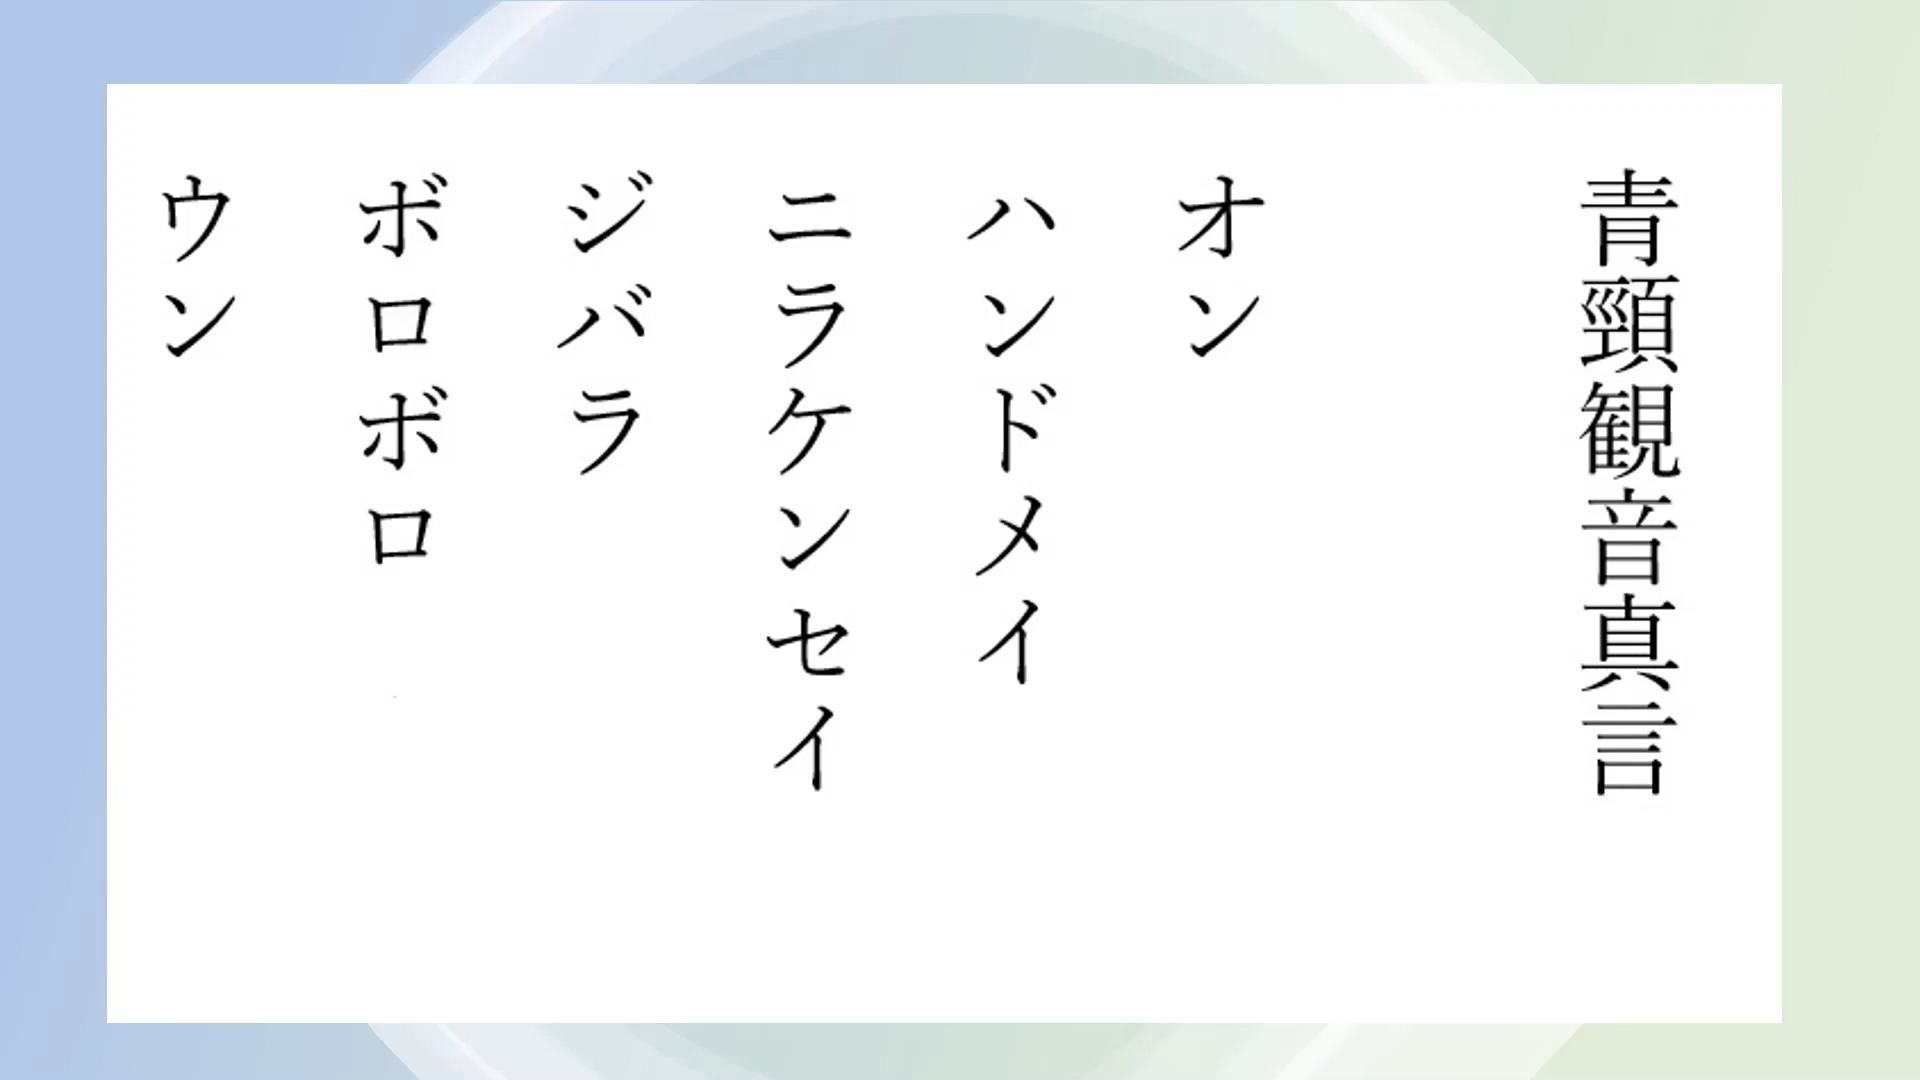 青頸観音真言
オン
ハンドメイ
ニラケンセイ
ジバラ
ボロボロ
ウン